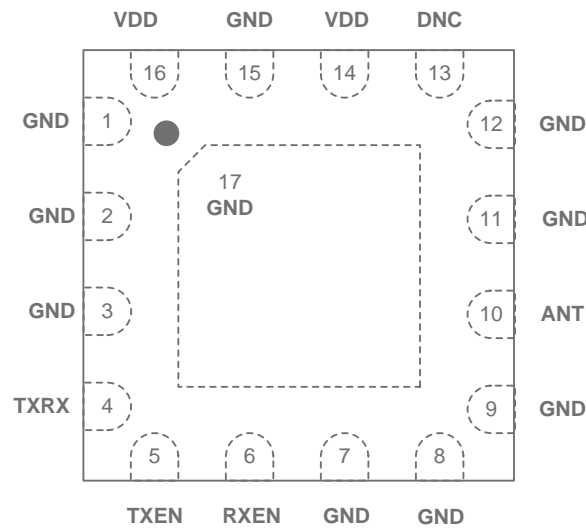 VDD GND VDD DNC
16 15 14 13
GND 1 12 GND
17
GND
GND 2 11 GND
GND 3 10 ANT
TXRX 4 9 GND
5 6 7 8
TXEN RXEN GND GND